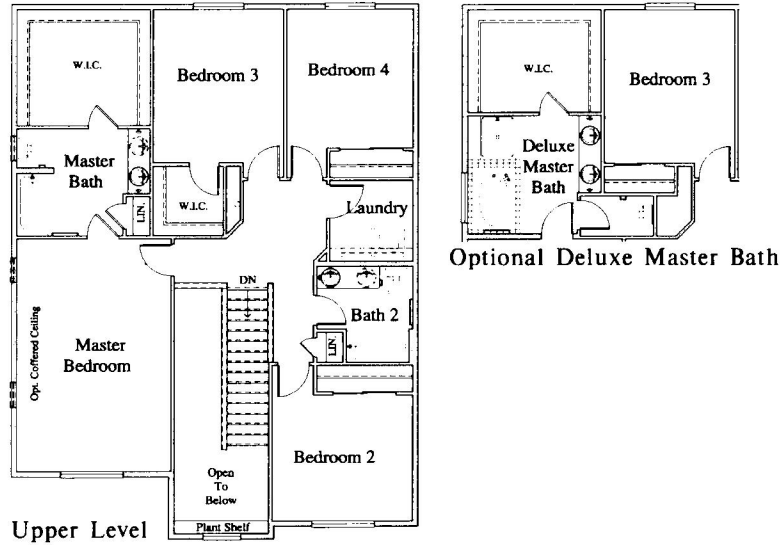 W.I.C.
Bedroom 3
Bedroom 4
Master
Bath
LIN.
W.I.C.
Laundry
DN
Bath 2
LIN.
Opt. Coffered Ceiling
Master
Bedroom
Bedroom 2
Open
To
Below
Plant Shelf
Upper Level
W.I.C.
Bedroom 3
Deluxe
Master
Bath
Optional Deluxe Master Bath